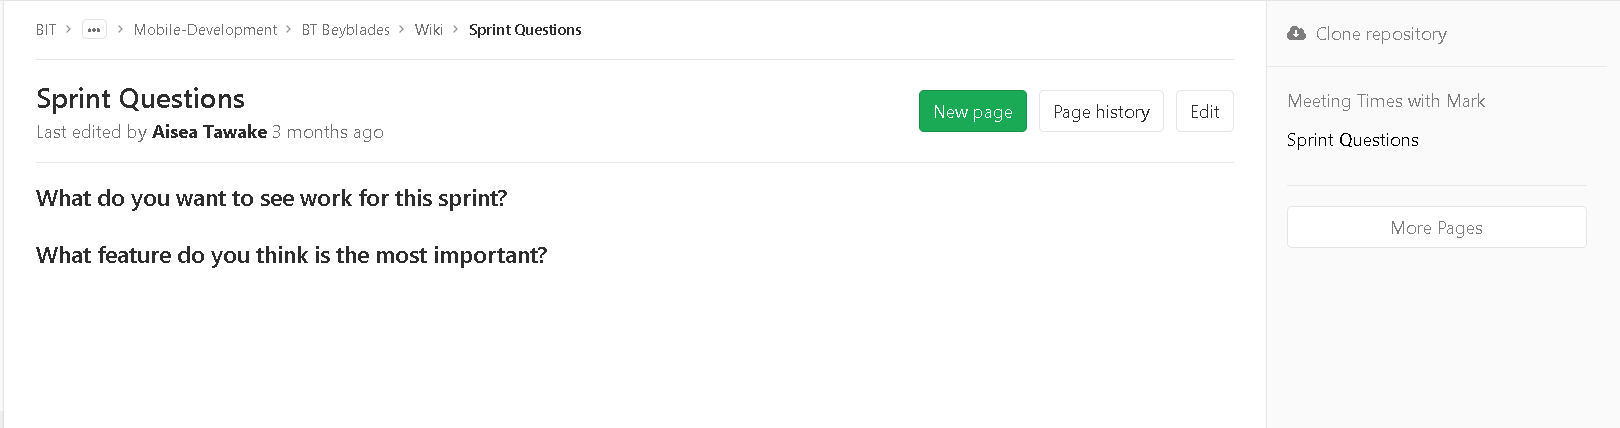 BIT > ••• > Mobile-Development > BT Beyblades > Wiki > Sprint Questions
Sprint Questions
Last edited by Aisea Tawake 3 months ago
New page
Page history
Edit
What do you want to see work for this sprint?
What feature do you think is the most important?
Clone repository
Meeting Times with Mark
Sprint Questions
More Pages